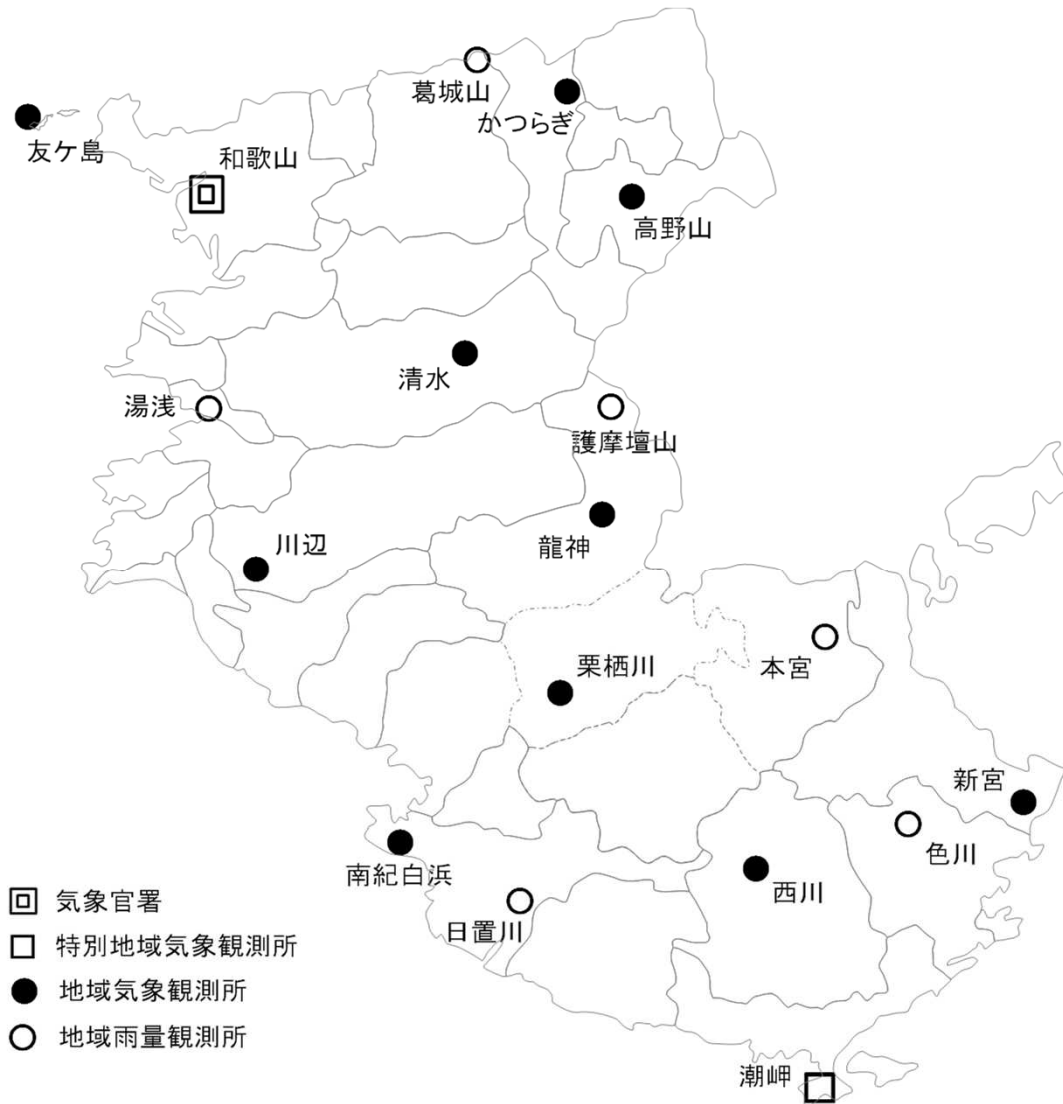 葛城山
かつらぎ
友ケ島
和歌山
高野山
清水
湯浅
護摩壇山
龍神
川辺
栗栖川
本宮
新宮
色川
南紀白浜
西川
日置川
潮岬
気象官署
特別地域気象観測所
地域気象観測所
地域雨量観測所